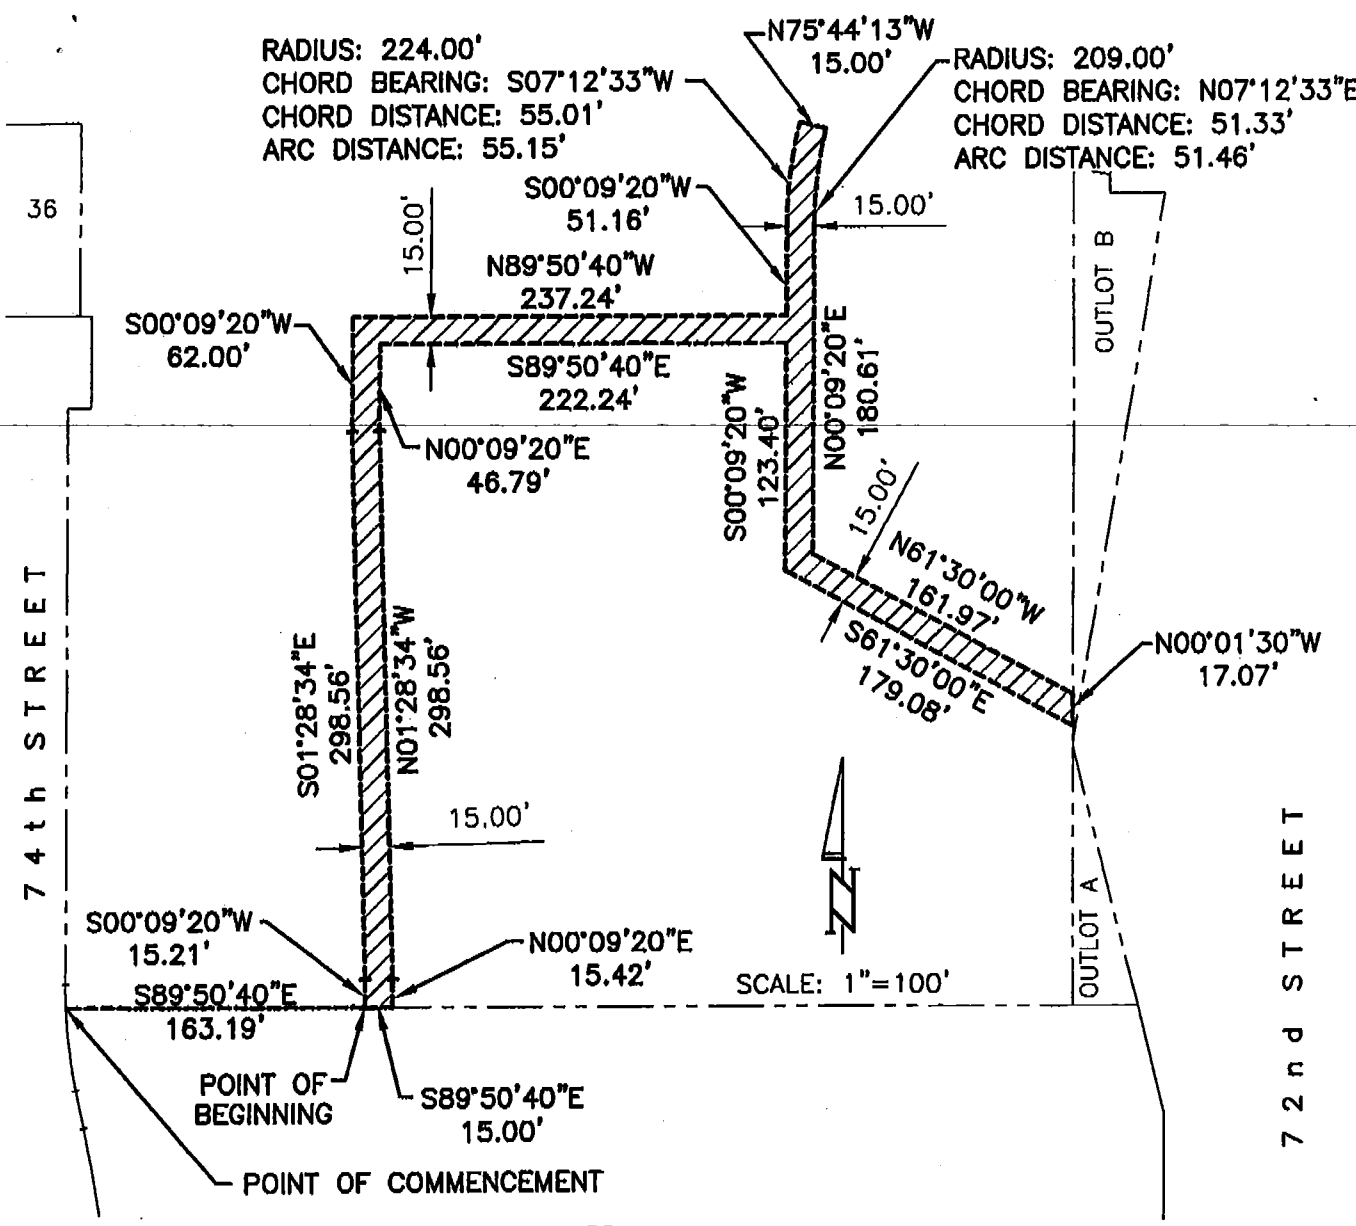 N75°44'13"W
15.00'
RADIUS: 224.00'
CHORD BEARING: S07°12'33"W
CHORD DISTANCE: 55.01'
ARC DISTANCE: 55.15'
RADIUS: 209.00'
CHORD BEARING: N07°12'33"E
CHORD DISTANCE: 51.33'
ARC DISTANCE: 51.46'
36
S00°09'20"W
51.16'
15.00'
15.00'
OUTLOT B
N89°50'40"W
237.24'
S00°09'20"W
62.00'
S89°50'40"E
222.24'
N00°09'20"E
180.61'
S00°09'20"W
123.40'
N00°09'20"E
46.79'
15.00'
N61°30'00"W
161.97'
S61°30'00"E
179.08'
N00°01'30"W
17.07'
74th STREET
S01°28'34"E
298.56'
N01°28'34"W
298.56'
15.00'
N
OUTLOT A
72nd STREET
S00°09'20"W
15.21'
N00°09'20"E
15.42'
SCALE: 1"=100'
S89°50'40"E
163.19'
POINT OF
BEGINNING
S89°50'40"E
15.00'
POINT OF COMMENCEMENT